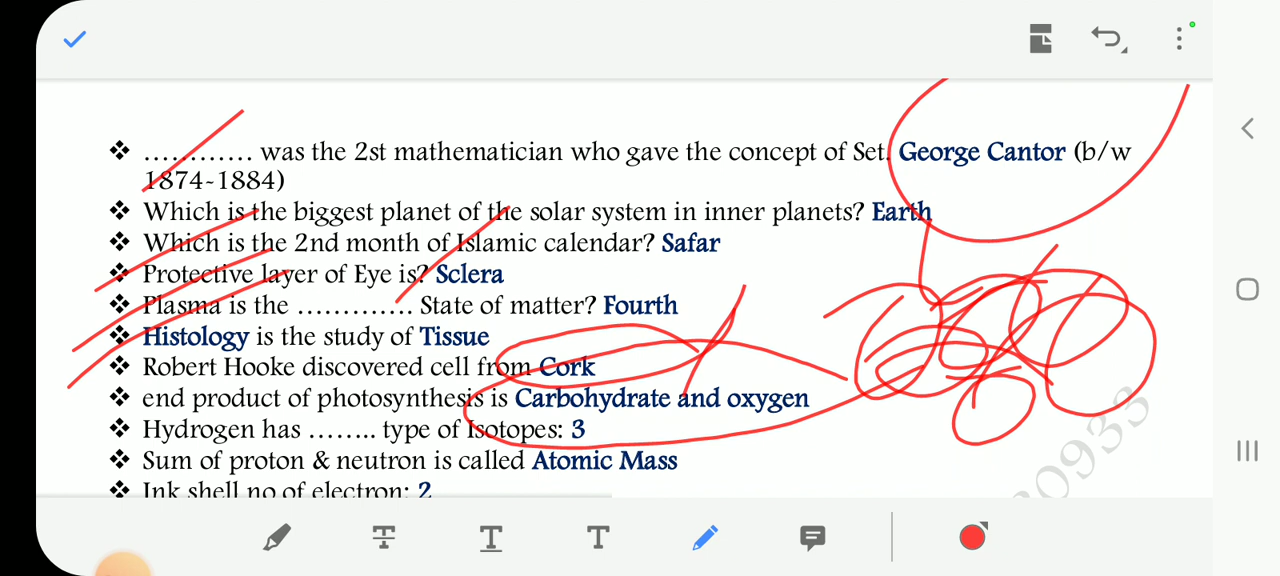 ❖ ………… was the 2st mathematician who gave the concept of Set. George Cantor (b/w
1874-1884)
❖ Which is the biggest planet of the solar system in inner planets? Earth
❖ Which is the 2nd month of Islamic calendar? Safar
❖ Protective layer of Eye is? Sclera
❖ Plasma is the …………. State of matter? Fourth
❖ Histology is the study of Tissue
❖ Robert Hooke discovered cell from Cork
❖ end product of photosynthesis is Carbohydrate and oxygen
❖ Hydrogen has …….. type of Isotopes: 3
❖ Sum of proton & neutron is called Atomic Mass
❖ Ink shell no of electron: 2
30933
T T T